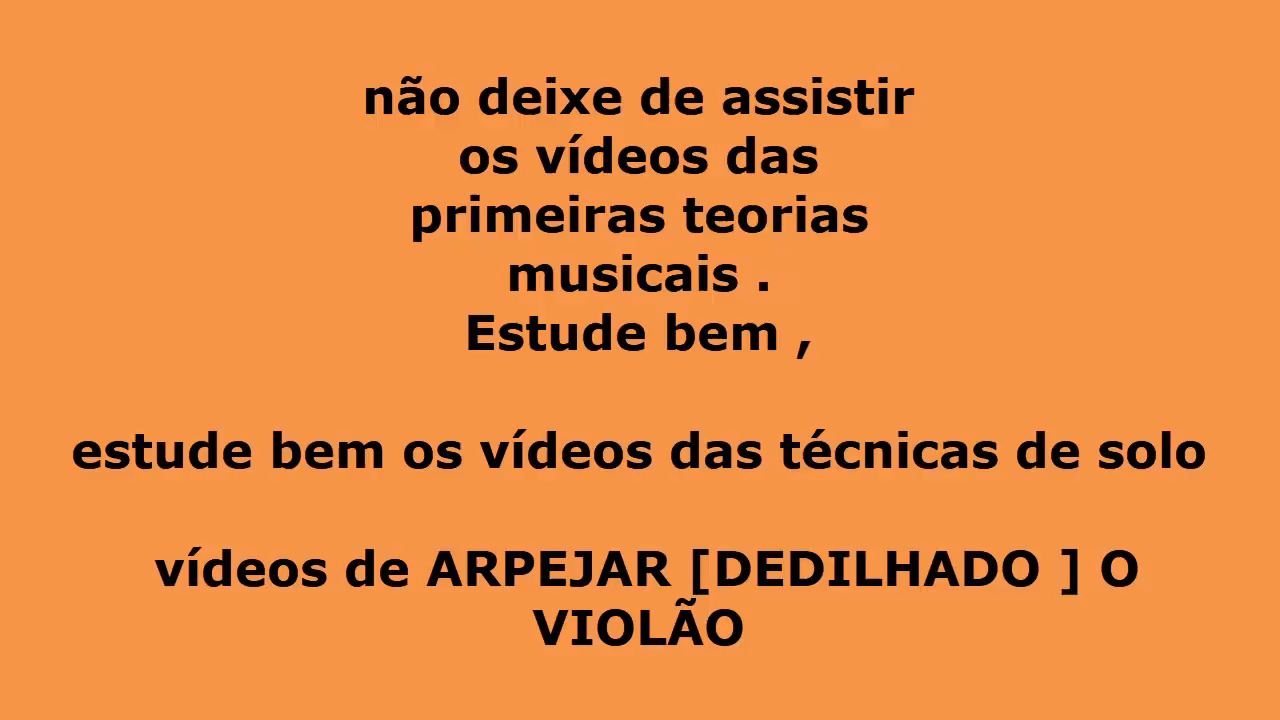 não deixe de assistir
os vídeos das
primeiras teorias
musicais .
Estude bem ,
estude bem os vídeos das técnicas de solo
vídeos de ARPEJAR [DEDILHADO ] O
VIOLÃO